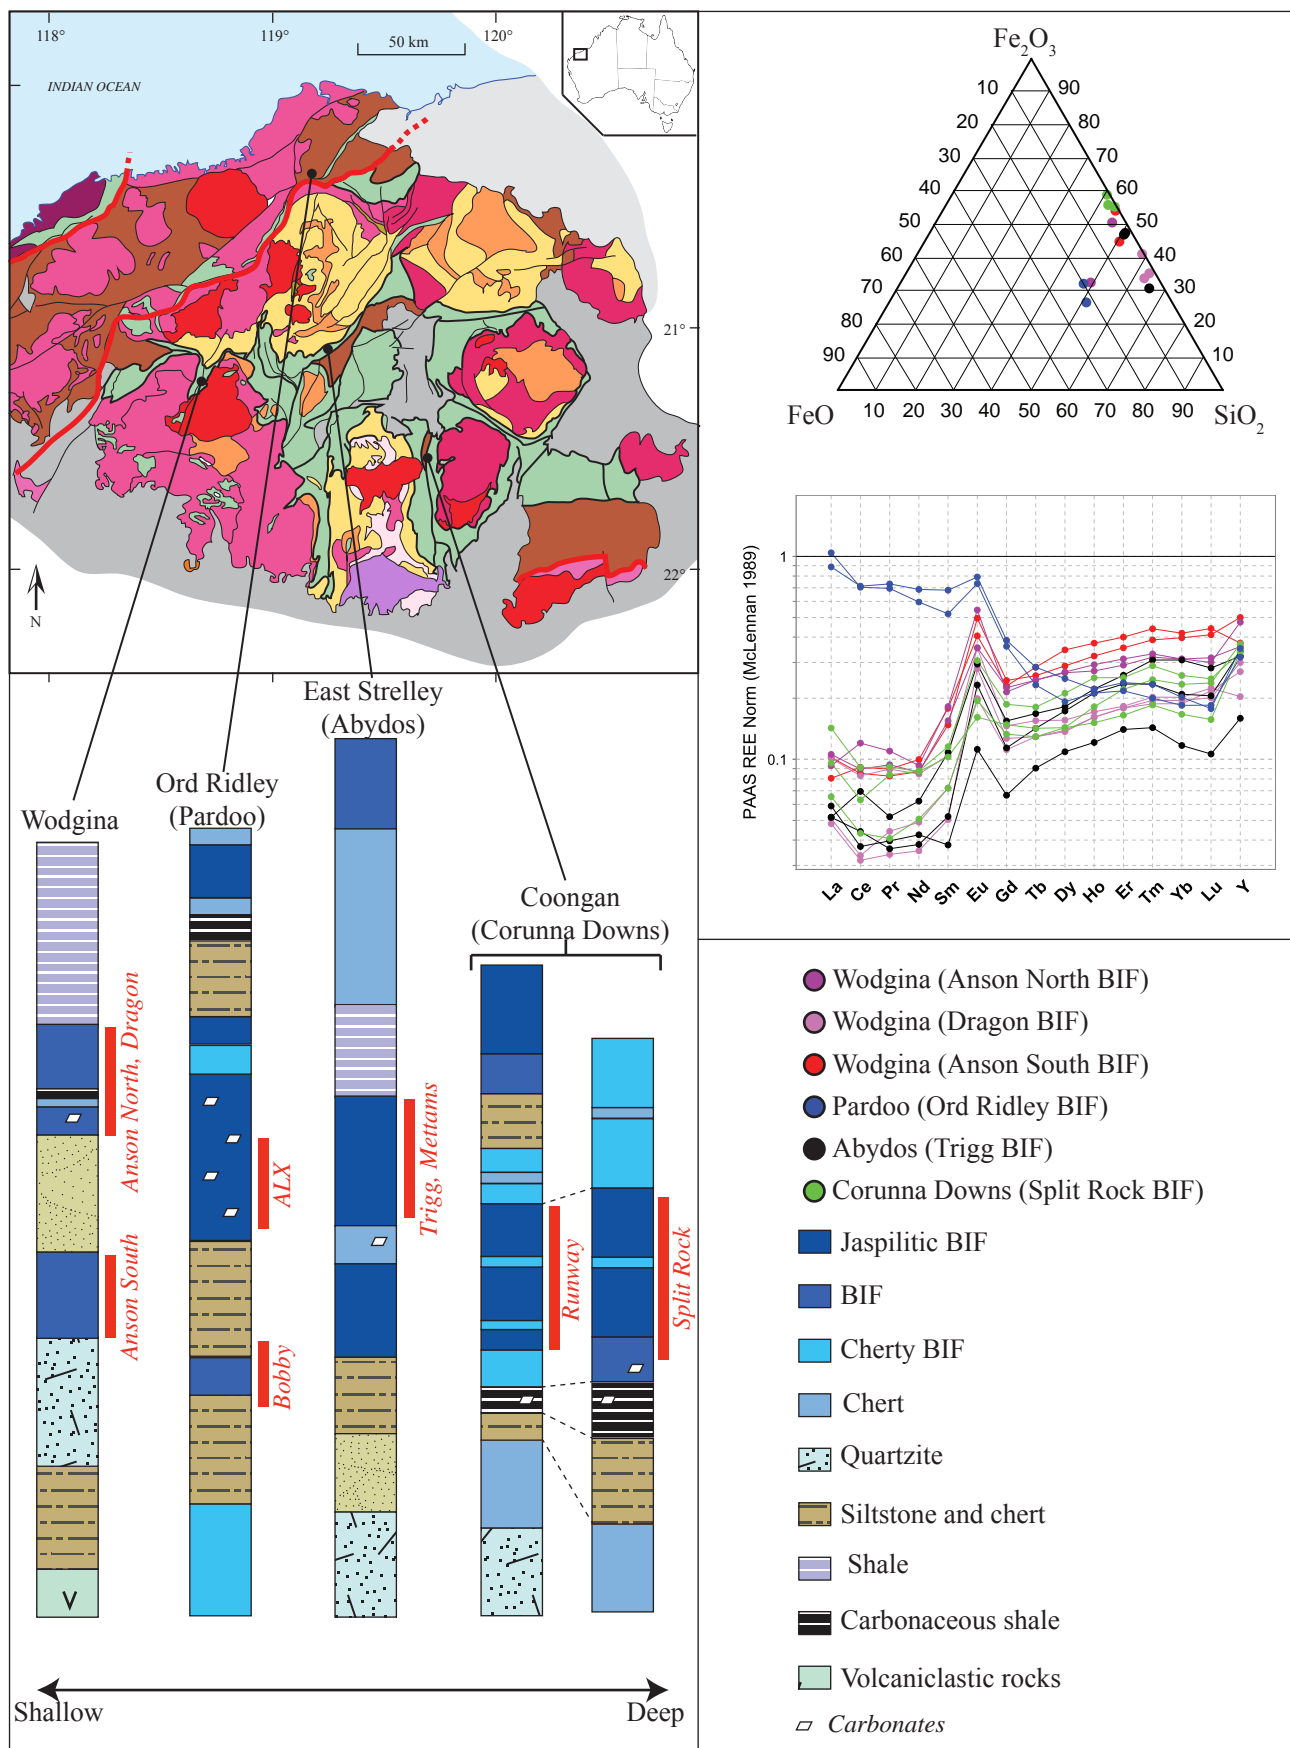 118°
119°
120°
50 km
INDIAN OCEAN
21°
22°
N
Fe2O3
10
90
20
80
30
70
40
60
50
50
60
40
70
30
80
20
90
10
FeO
10 20 30 40 50 60 70 80 90
SiO2
PAAS REE Norm (McLennan 1989)
1
0.1
La Ce Pr Nd Sm Eu Gd Tb Dy Ho Er Tm Yb Lu Y
Wodgina
Ord Ridley
(Pardoo)
East Strelley
(Abydos)
Coongan
(Corunna Downs)
Anson North, Dragon
Anson South
ALX
Bobby
Trigg, Mettams
Runway
Split Rock
V
Shallow
Deep
Wodgina (Anson North BIF)
Wodgina (Dragon BIF)
Wodgina (Anson South BIF)
Pardoo (Ord Ridley BIF)
Abydos (Trigg BIF)
Corunna Downs (Split Rock BIF)
Jaspilitic BIF
BIF
Cherty BIF
Chert
Quartzite
Siltstone and chert
Shale
Carbonaceous shale
Volcaniclastic rocks
Carbonates